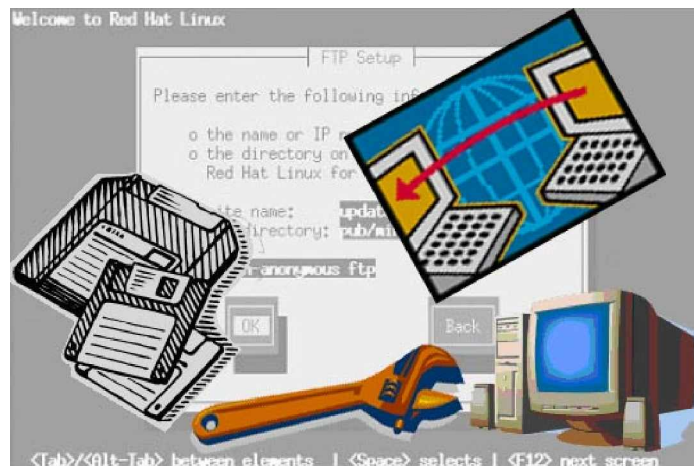 Welcome to Red Hat Linux
FTP Setup
Please enter the following
o the name or IP
o the directory on
Red Hat Linux for
name:
directory:
anonymous ftp
OK
Back
<Tab>/<Alt-Tab> between elements | <Space> selects | <F12> next screen